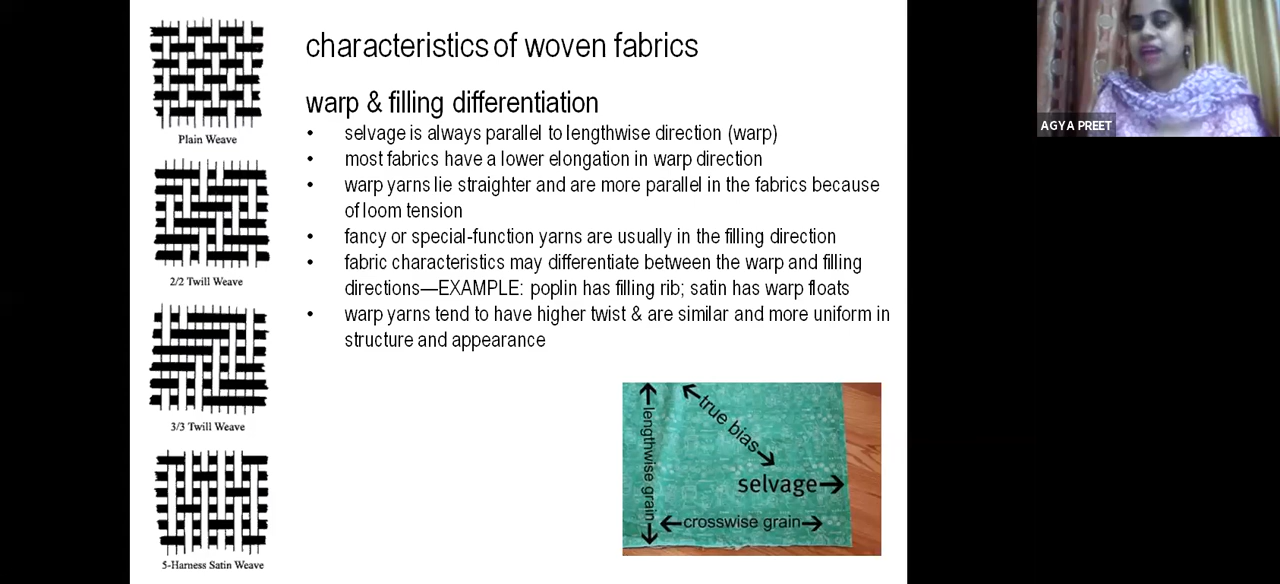 characteristics of woven fabrics
warp & filling differentiation
• selvage is always parallel to lengthwise direction (warp)
• most fabrics have a lower elongation in warp direction
• warp yarns lie straighter and are more parallel in the fabrics because
of loom tension
• fancy or special-function yarns are usually in the filling direction
• fabric characteristics may differentiate between the warp and filling
directions—EXAMPLE: poplin has filling rib; satin has warp floats
• warp yarns tend to have higher twist & are similar and more uniform in
structure and appearance
Plain Weave
2/2 Twill Weave
3/3 Twill Weave
5-Harness Satin Weave
lengthwise grain
true bias
selvage
crosswise grain
AGYA PREET